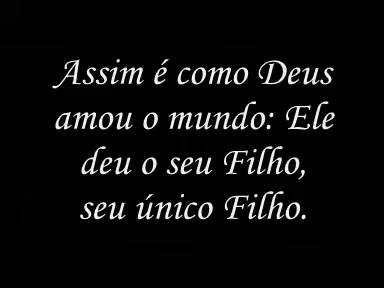 Assim é como Deus
amou o mundo: Ele
deu o seu Filho,
seu único Filho.